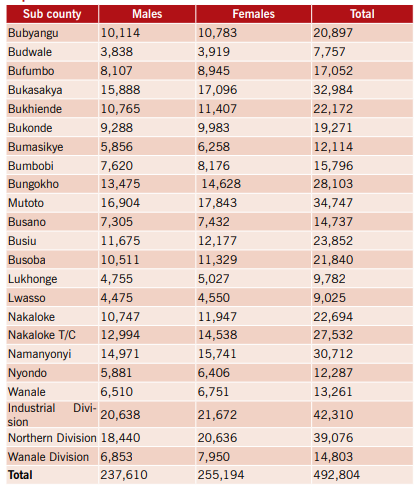 Sub county Males Females Total
Bubyangu 10,114 10,783 20,897
Budwale 3,838 3,919 7,757
Bufumbo 8,107 8,945 17,052
Bukasakya 15,888 17,096 32,984
Bukhiende 10,765 11,407 22,172
Bukonde 9,288 9,983 19,271
Bumasikye 5,856 6,258 12,114
Bumbobi 7,620 8,176 15,796
Bungokho 13,475 14,628 28,103
Mutoto 16,904 17,843 34,747
Busano 7,305 7,432 14,737
Busiu 11,675 12,177 23,852
Busoba 10,511 11,329 21,840
Lukhonge 4,755 5,027 9,782
Lwasso 4,475 4,550 9,025
Nakaloke 10,747 11,947 22,694
Nakaloke T/C 12,994 14,538 27,532
Namanyonyi 14,971 15,741 30,712
Nyondo 5,881 6,406 12,287
Wanale 6,510 6,751 13,261
Industrial Divi-
sion 20,638 21,672 42,310
Northern Division 18,440 20,636 39,076
Wanale Division 6,853 7,950 14,803
Total 237,610 255,194 492,804